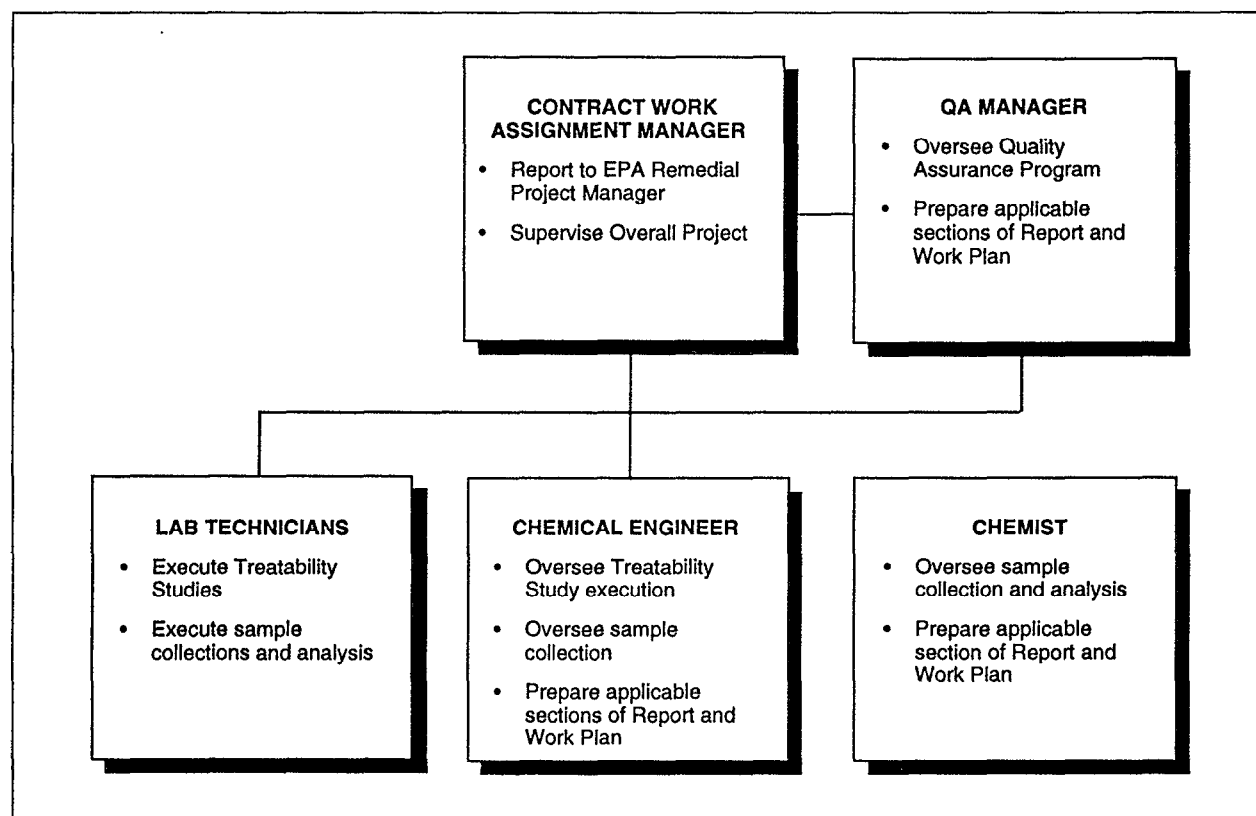 CONTRACT WORK
ASSIGNMENT MANAGER
• Report to EPA Remedial
Project Manager
• Supervise Overall Project
QA MANAGER
• Oversee Quality
Assurance Program
• Prepare applicable
sections of Report and
Work Plan
LAB TECHNICIANS
• Execute Treatability
Studies
• Execute sample
collections and analysis
CHEMICAL ENGINEER
• Oversee Treatability
Study execution
• Oversee sample
collection
• Prepare applicable
sections of Report and
Work Plan
CHEMIST
• Oversee sample
collection and analysis
• Prepare applicable
section of Report and
Work Plan